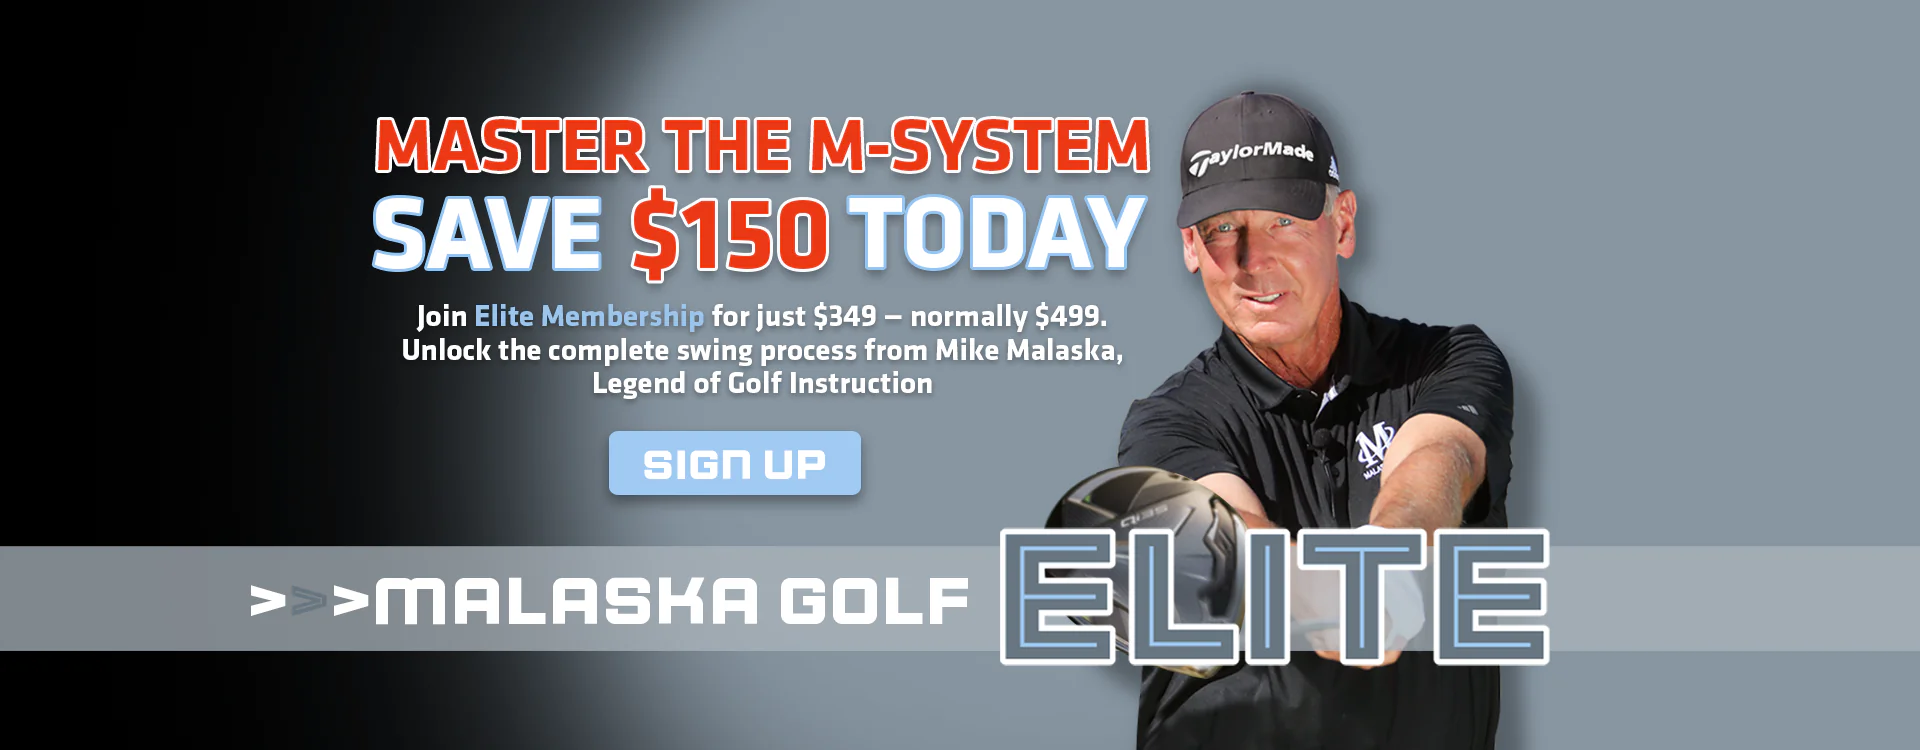 MASTER THE M-SYSTEM
SAVE $150 TODAY
Join Elite Membership for just $349 – normally $499.
Unlock the complete swing process from Mike Malaska,
Legend of Golf Instruction
SIGN UP
>>>MALASKA GOLF ELITE
TaylorMade
M
Qi35